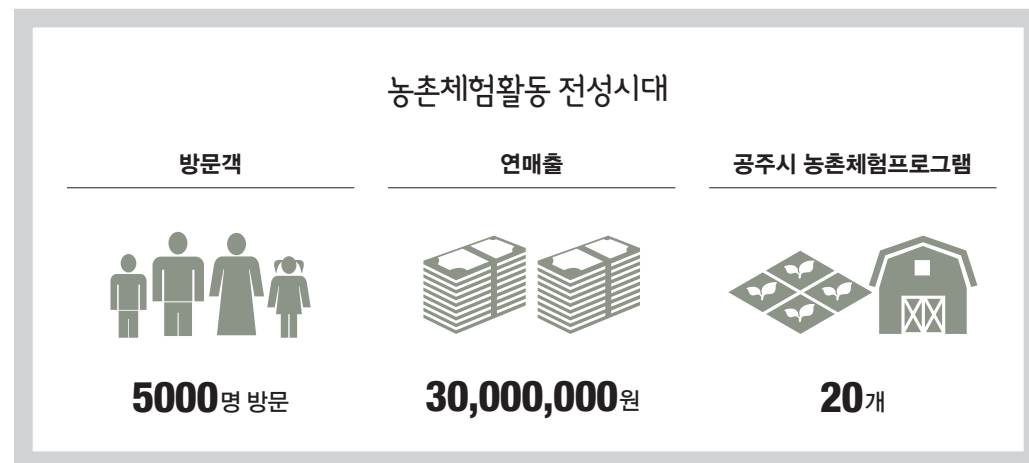 농촌체험활동 전성시대
방문객
연매출
공주시 농촌체험프로그램
5000명 방문
30,000,000원
20개